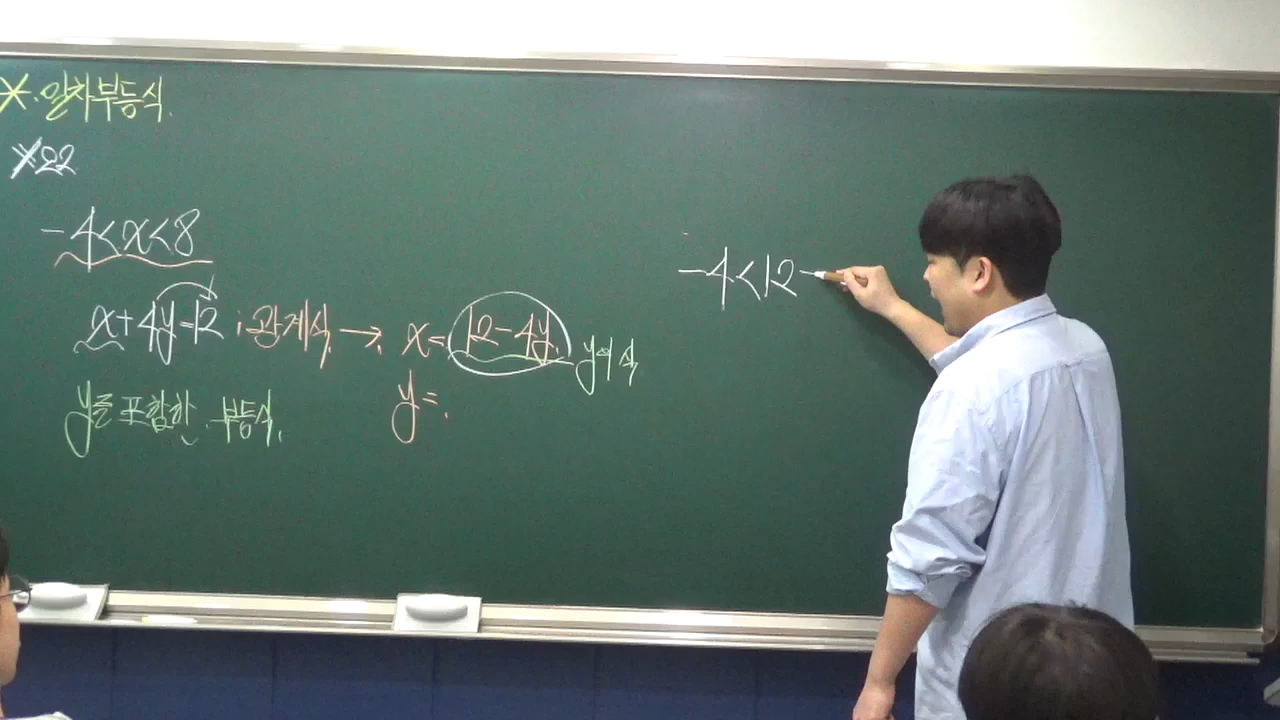 ※.일차부등식.
※22
-4<x<8
x+4y=12 ; 관계식 → x=12-4y. y의 식
y를 포함한 부등식. y=.
-4<12-